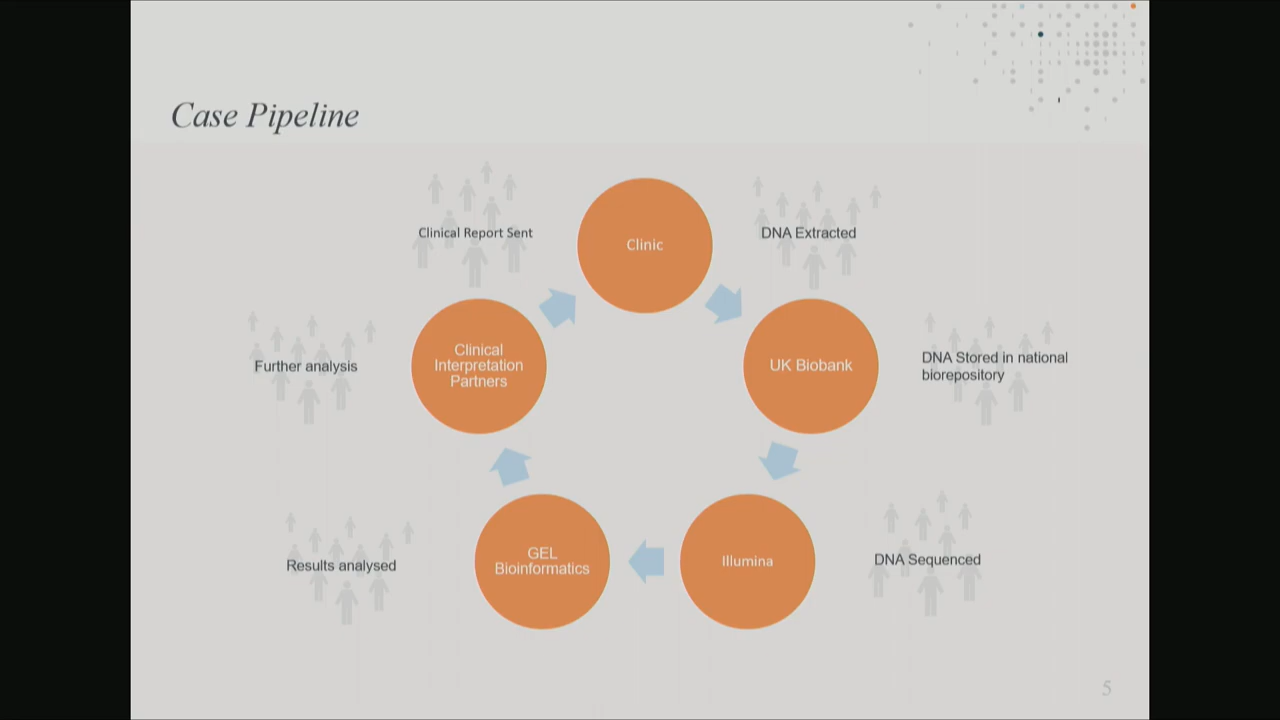 Case Pipeline
Clinical Report Sent
Clinic
DNA Extracted
Clinical
Interpretation
Partners
UK Biobank
Further analysis
DNA Stored in national
biorepository
GEL
Bioinformatics
Illumina
Results analysed
DNA Sequenced
5